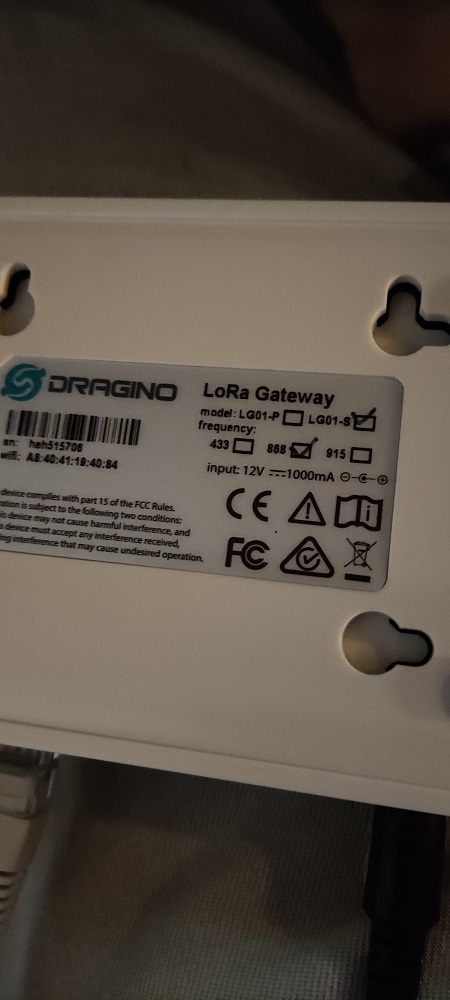 DRAGINO
LoRa Gateway
model: LG01-P LG01-S
frequency:
433 868 915
input: 12V 1000mA
sn: heh515706
wifi: A8:40:41:19:40:84
device complies with part 15 of the FCC Rules.
ation is subject to the following two conditions:
is device may not cause harmful interference, and
s device must accept any interference received,
ing interference that may cause undesired operation.
CE
FC